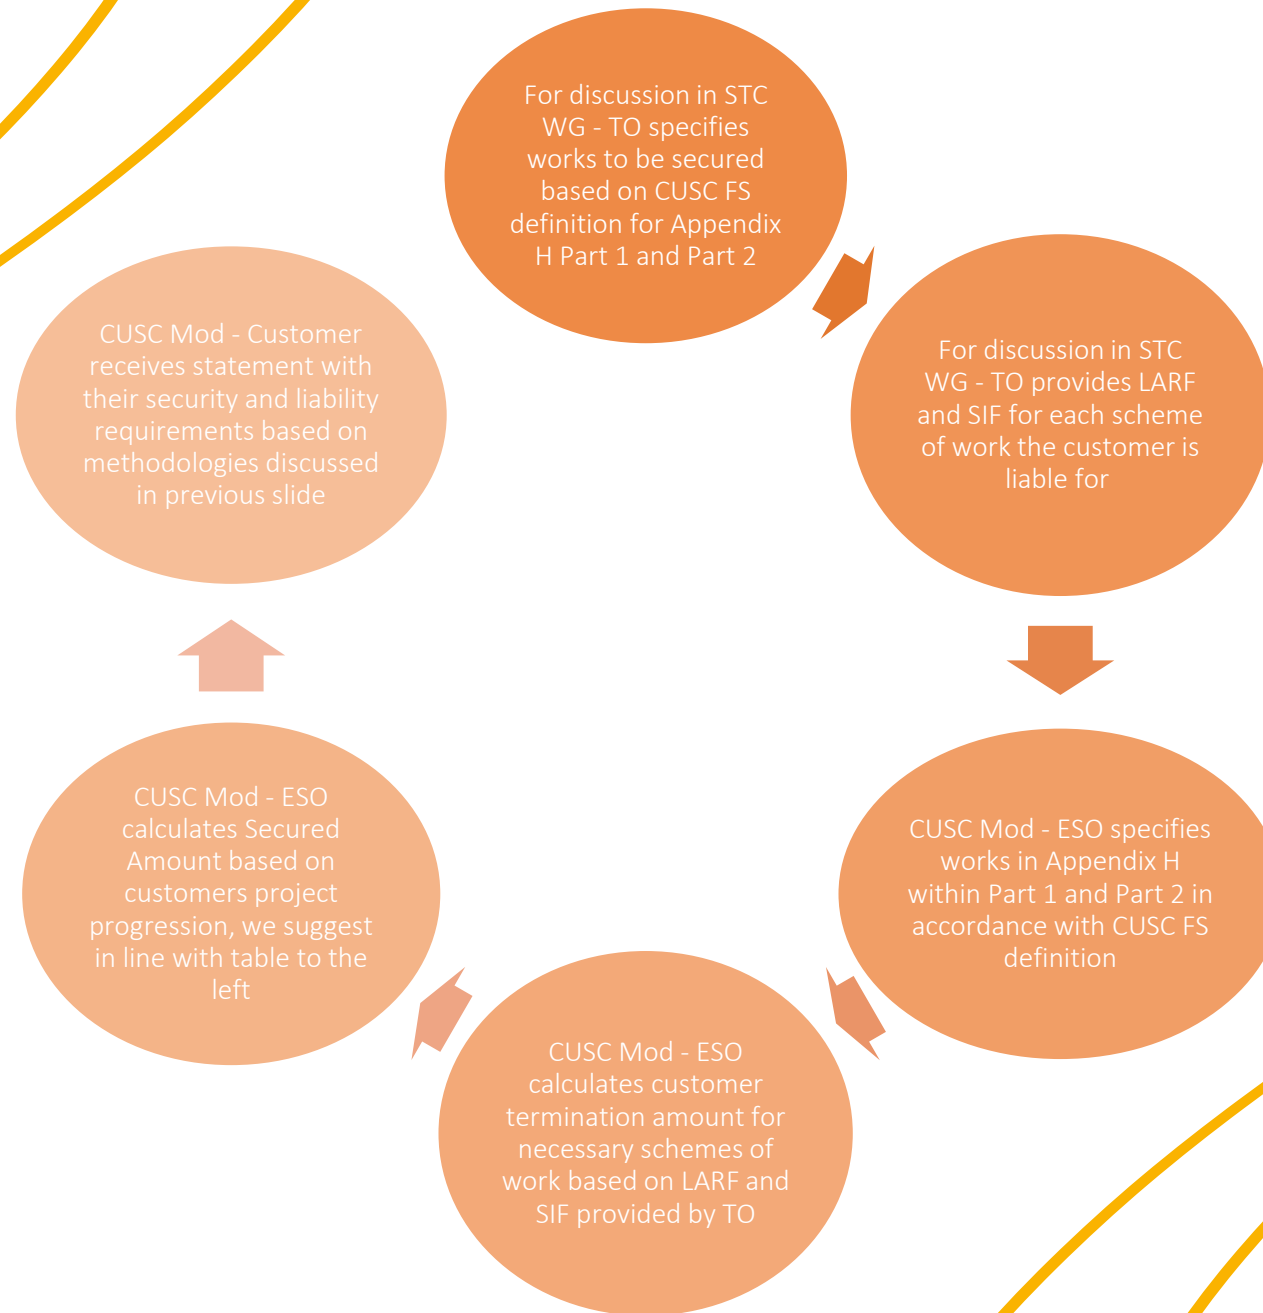 For discussion in STC
WG - TO specifies
works to be secured
based on CUSC FS
definition for Appendix
H Part 1 and Part 2
For discussion in STC
WG - TO provides LARF
and SIF for each scheme
of work the customer is
liable for
CUSC Mod - ESO specifies
works in Appendix H
within Part 1 and Part 2 in
accordance with CUSC FS
definition
CUSC Mod - ESO
calculates customer
termination amount for
necessary schemes of
work based on LARF and
SIF provided by TO
CUSC Mod - ESO
calculates Secured
Amount based on
customers project
progression, we suggest
in line with table to the
left
CUSC Mod - Customer
receives statement with
their security and liability
requirements based on
methodologies discussed
in previous slide